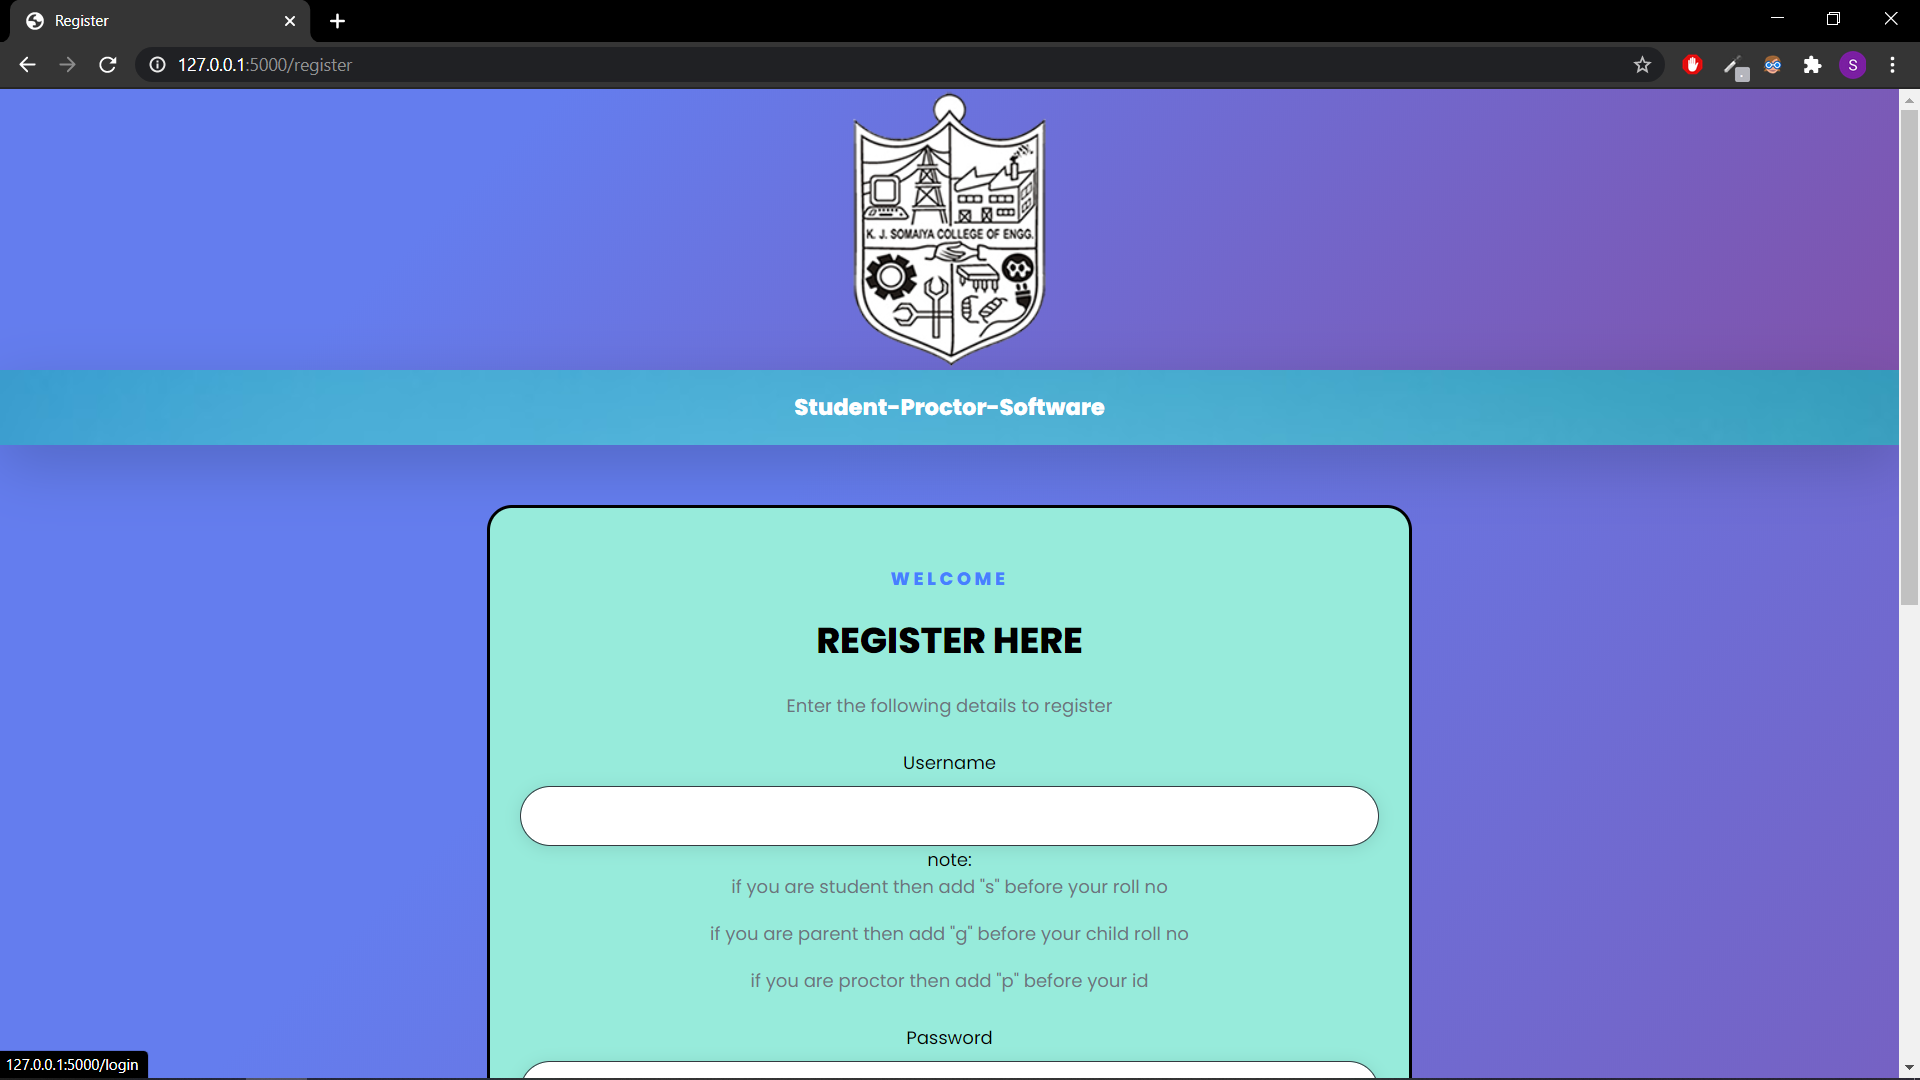 Register
127.0.0.1:5000/register
S
K. J. SOMAIYA COLLEGE OF ENGG.
Student-Proctor-Software
WELCOME
REGISTER HERE
Enter the following details to register
Username
note:
if you are student then add "s" before your roll no
if you are parent then add "g" before your child roll no
if you are proctor then add "p" before your id
Password
127.0.0.1:5000/login